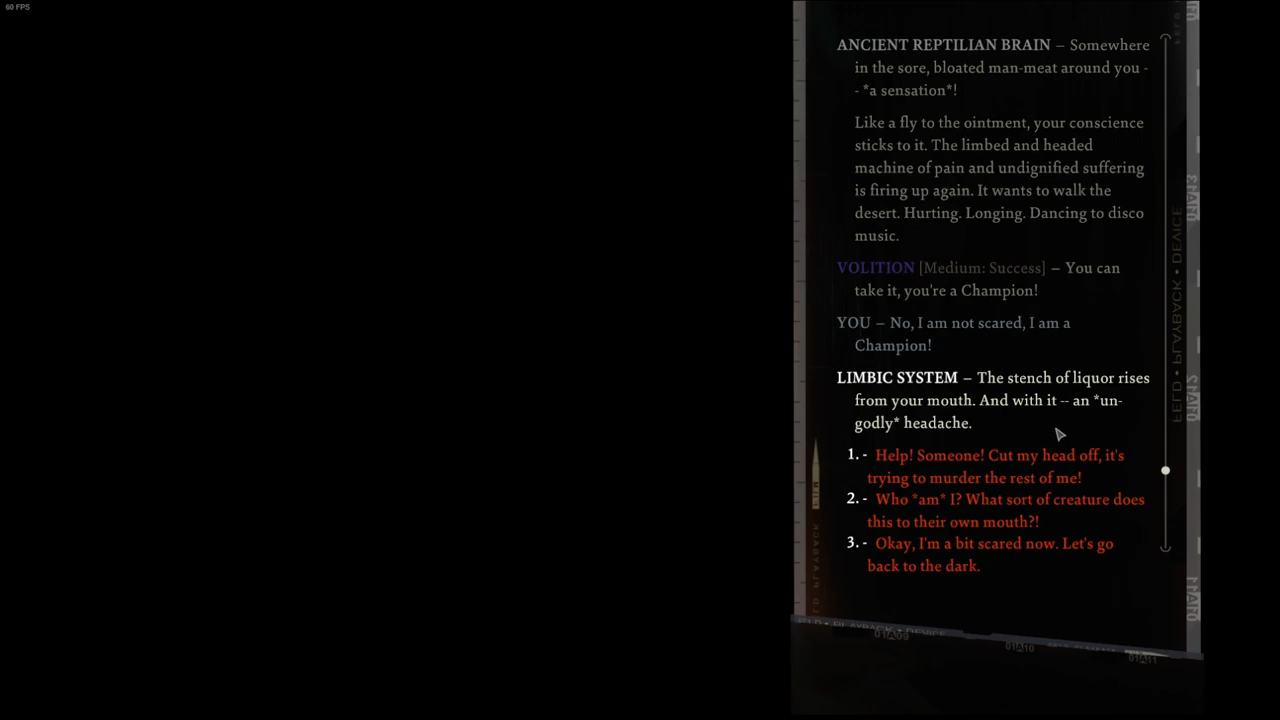 60 FPS
ANCIENT REPTILIAN BRAIN – Somewhere
in the sore, bloated man-meat around you -
- *a sensation*!
Like a fly to the ointment, your conscience
sticks to it. The limbed and headed
machine of pain and undignified suffering
is firing up again. It wants to walk the
desert. Hurting. Longing. Dancing to disco
music.
VOLITION [Medium: Success] – You can
take it, you're a Champion!
YOU – No, I am not scared, I am a
Champion!
LIMBIC SYSTEM – The stench of liquor rises
from your mouth. And with it -- an *un-
godly* headache.
1. - Help! Someone! Cut my head off, it's
trying to murder the rest of me!
2. - Who *am* I? What sort of creature does
this to their own mouth?!
3. - Okay, I'm a bit scared now. Let's go
back to the dark.
FELD • PLAYBACK • DEVICE
01A09
01A10
01A11